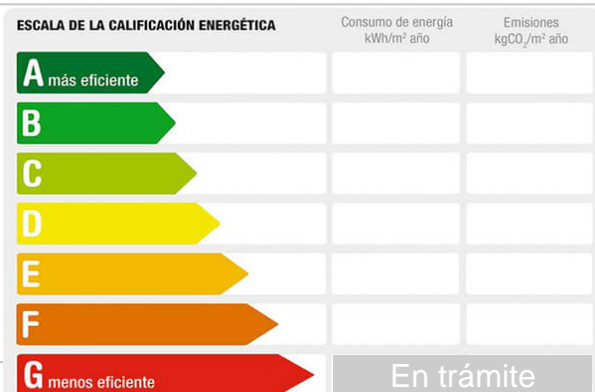 ESCALA DE LA CALIFICACIÓN ENERGÉTICA
Consumo de energía
kWh/m² año
Emisiones
kgCO₂/m² año
A más eficiente
B
C
D
E
F
G menos eficiente
En trámite